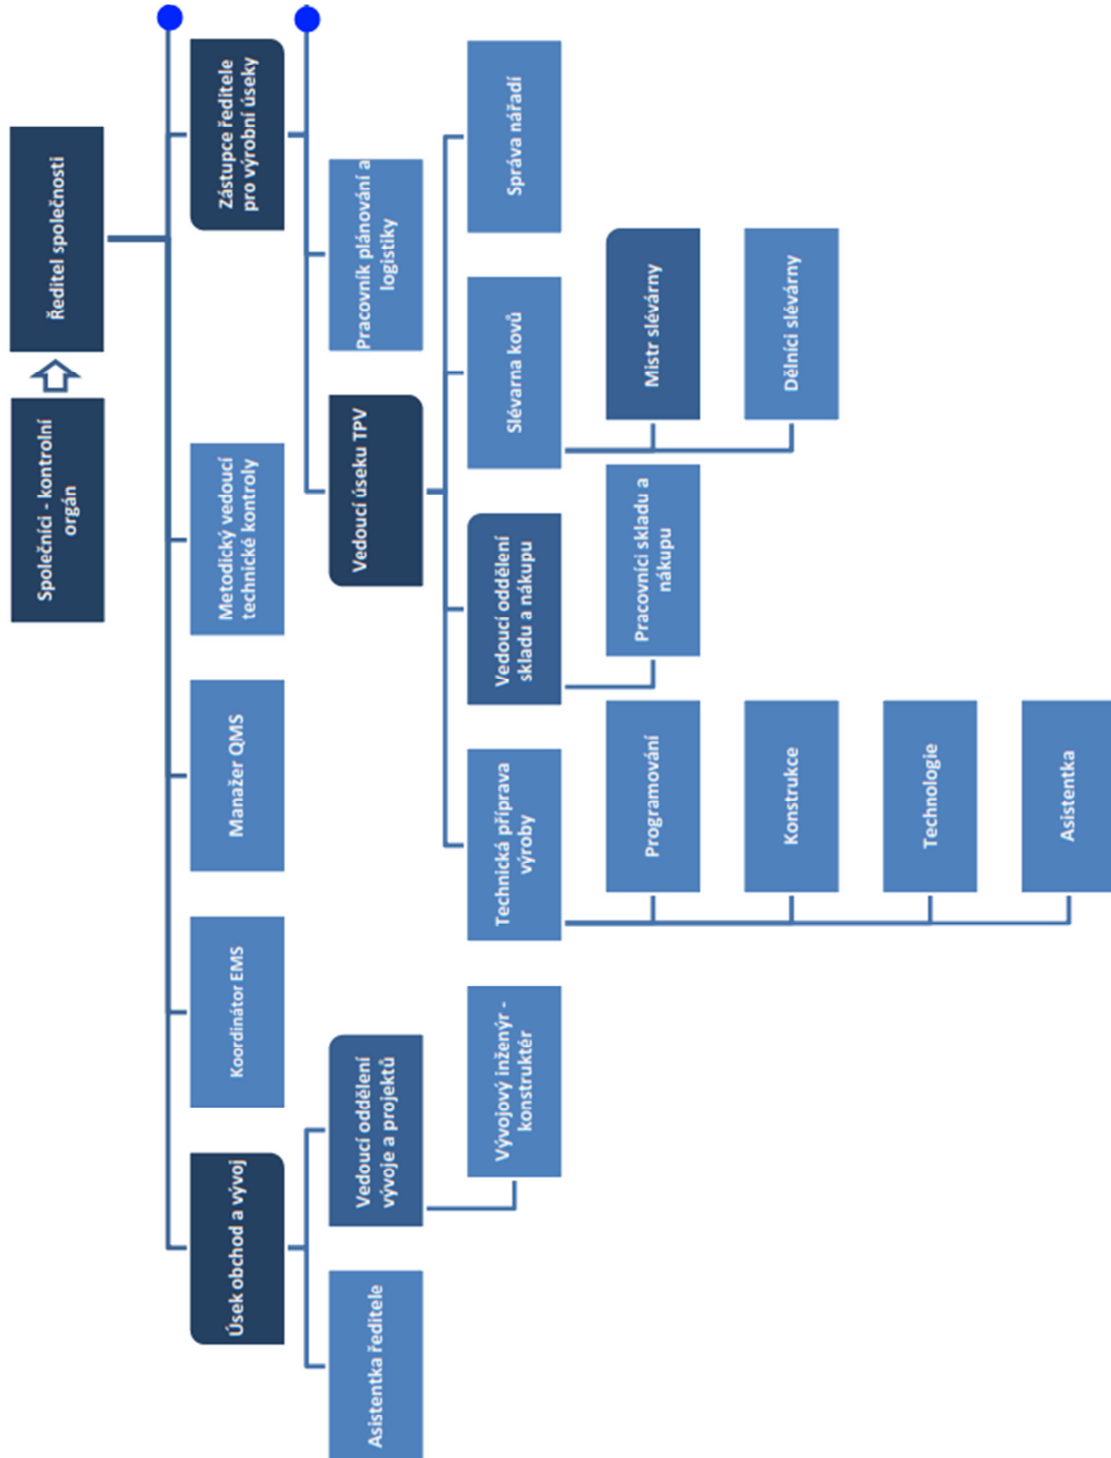 Společníci - kontrolní
orgán
Ředitel společnosti
Úsek obchod a vývoj
Koordinátor EMS
Manažer QMS
Metodický vedoucí
technické kontroly
Zástupce ředitele
pro výrobní úseky
Asistentka ředitele
Vedoucí oddělení
vývoje a projektů
Vedoucí úseku TPV
Pracovník plánování a
logistiky
Vývojový inženýr -
konstruktér
Technická příprava
výroby
Vedoucí oddělení
skladu a nákupu
Slévarna kovů
Správa nářadí
Programování
Pracovníci skladu a
nákupu
Mistr slévárny
Konstrukce
Dělníci slévárny
Technologie
Asistentka